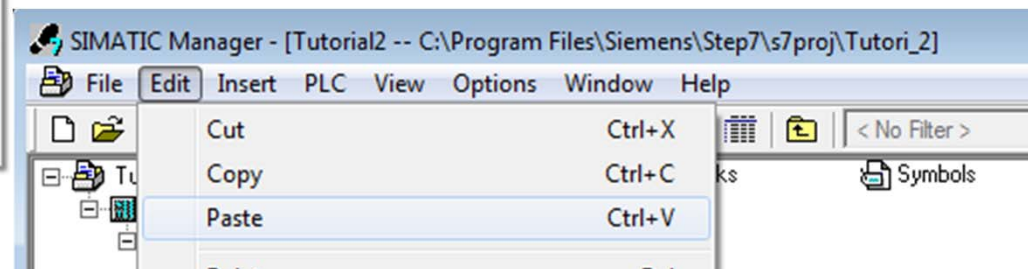 SIMATIC Manager - [Tutorial2 -- C:\Program Files\Siemens\Step7\s7proj\Tutori_2]
File Edit Insert PLC View Options Window Help
Cut Ctrl+X
< No Filter >
Copy Ctrl+C
Symbols
Paste Ctrl+V